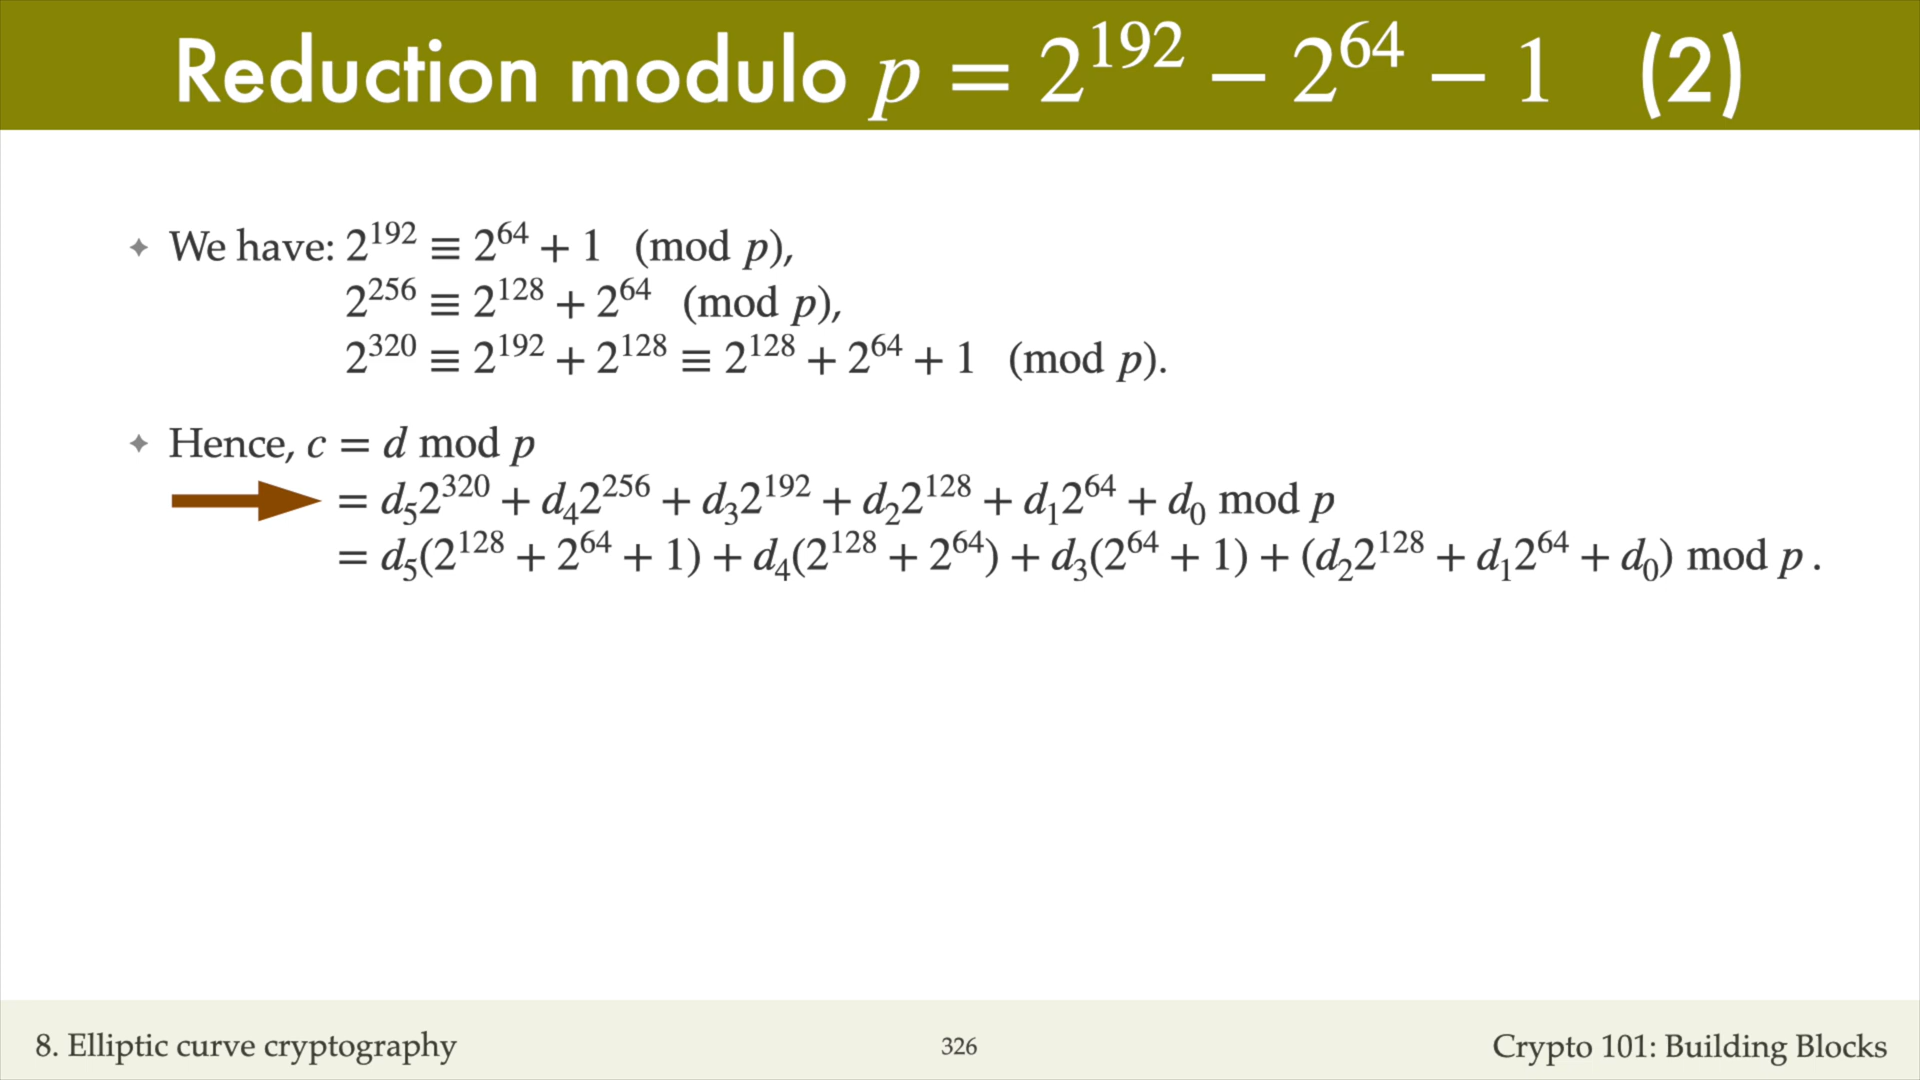 Reduction modulo p = 2^192 − 2^64 − 1 (2)
✦ We have: 2^192 ≡ 2^64 + 1 (mod p),
2^256 ≡ 2^128 + 2^64 (mod p),
2^320 ≡ 2^192 + 2^128 ≡ 2^128 + 2^64 + 1 (mod p).
✦ Hence, c = d mod p
= d_5 2^320 + d_4 2^256 + d_3 2^192 + d_2 2^128 + d_1 2^64 + d_0 mod p
= d_5(2^128 + 2^64 + 1) + d_4(2^128 + 2^64) + d_3(2^64 + 1) + (d_2 2^128 + d_1 2^64 + d_0) mod p .
8. Elliptic curve cryptography
326
Crypto 101: Building Blocks